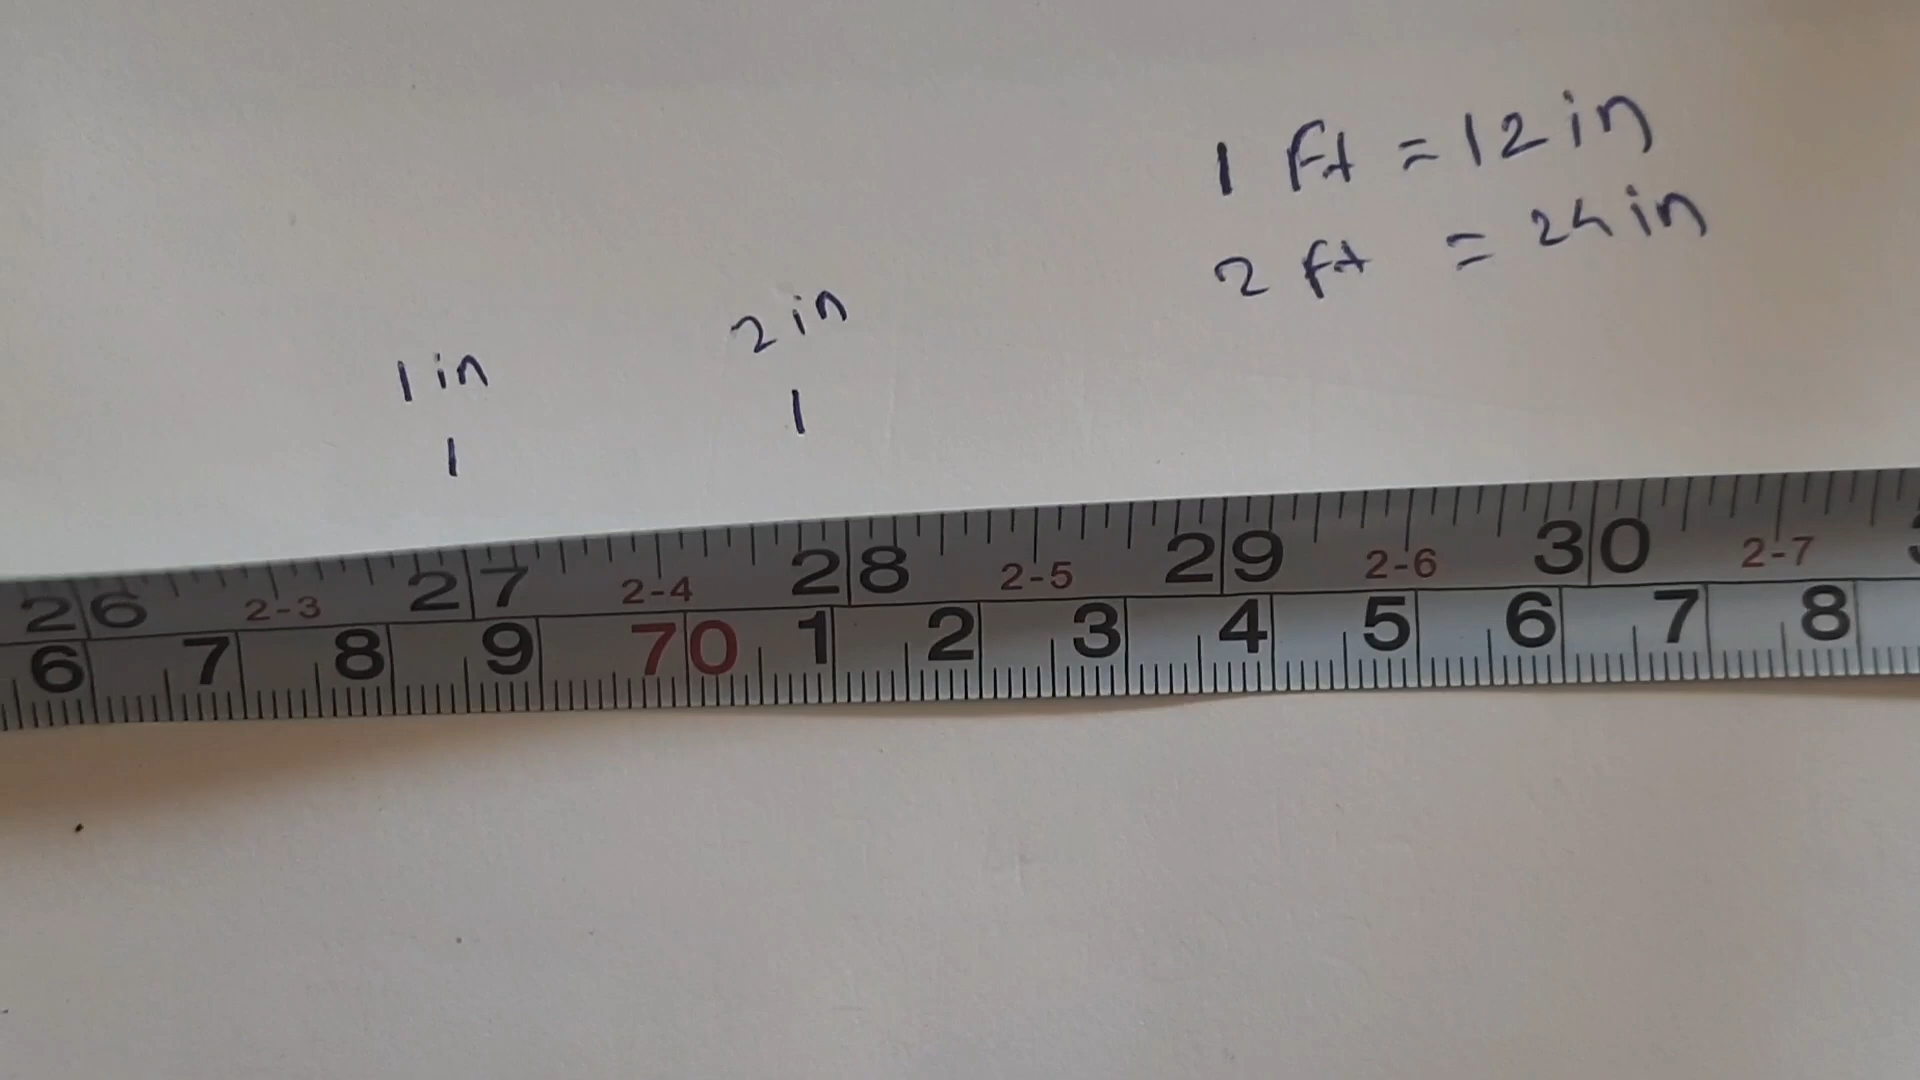 1 Ft = 12 in
2 ft = 24 in
1 in
2 in
1
1
26 2-3 27 2-4 28 2-5 29 2-6 30 2-7
6 7 8 9 70 1 2 3 4 5 6 7 8